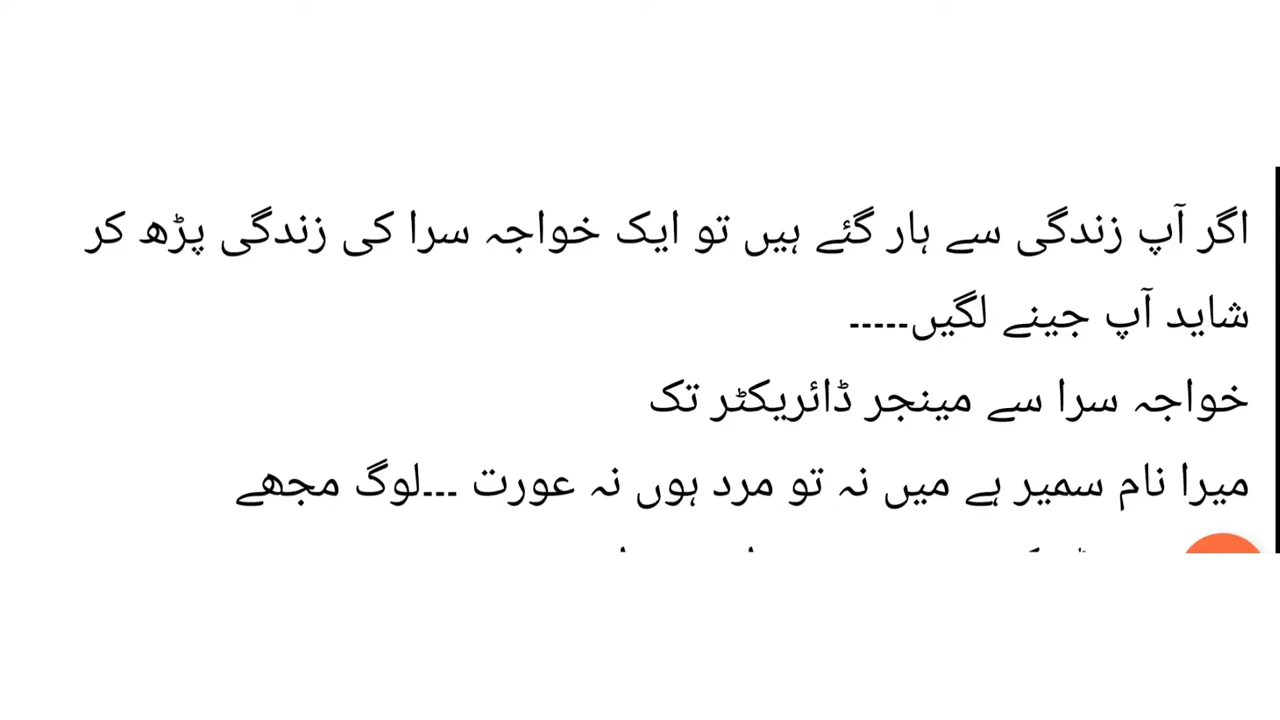 اگر آپ زندگی سے ہار گئے ہیں تو ایک خواجہ سرا کی زندگی پڑھ کر
شاید آپ جینے لگیں-----
خواجہ سرا سے مینجر ڈائریکٹر تک
میرا نام سمیر ہے میں نہ تو مرد ہوں نہ عورت ---لوگ مجھے